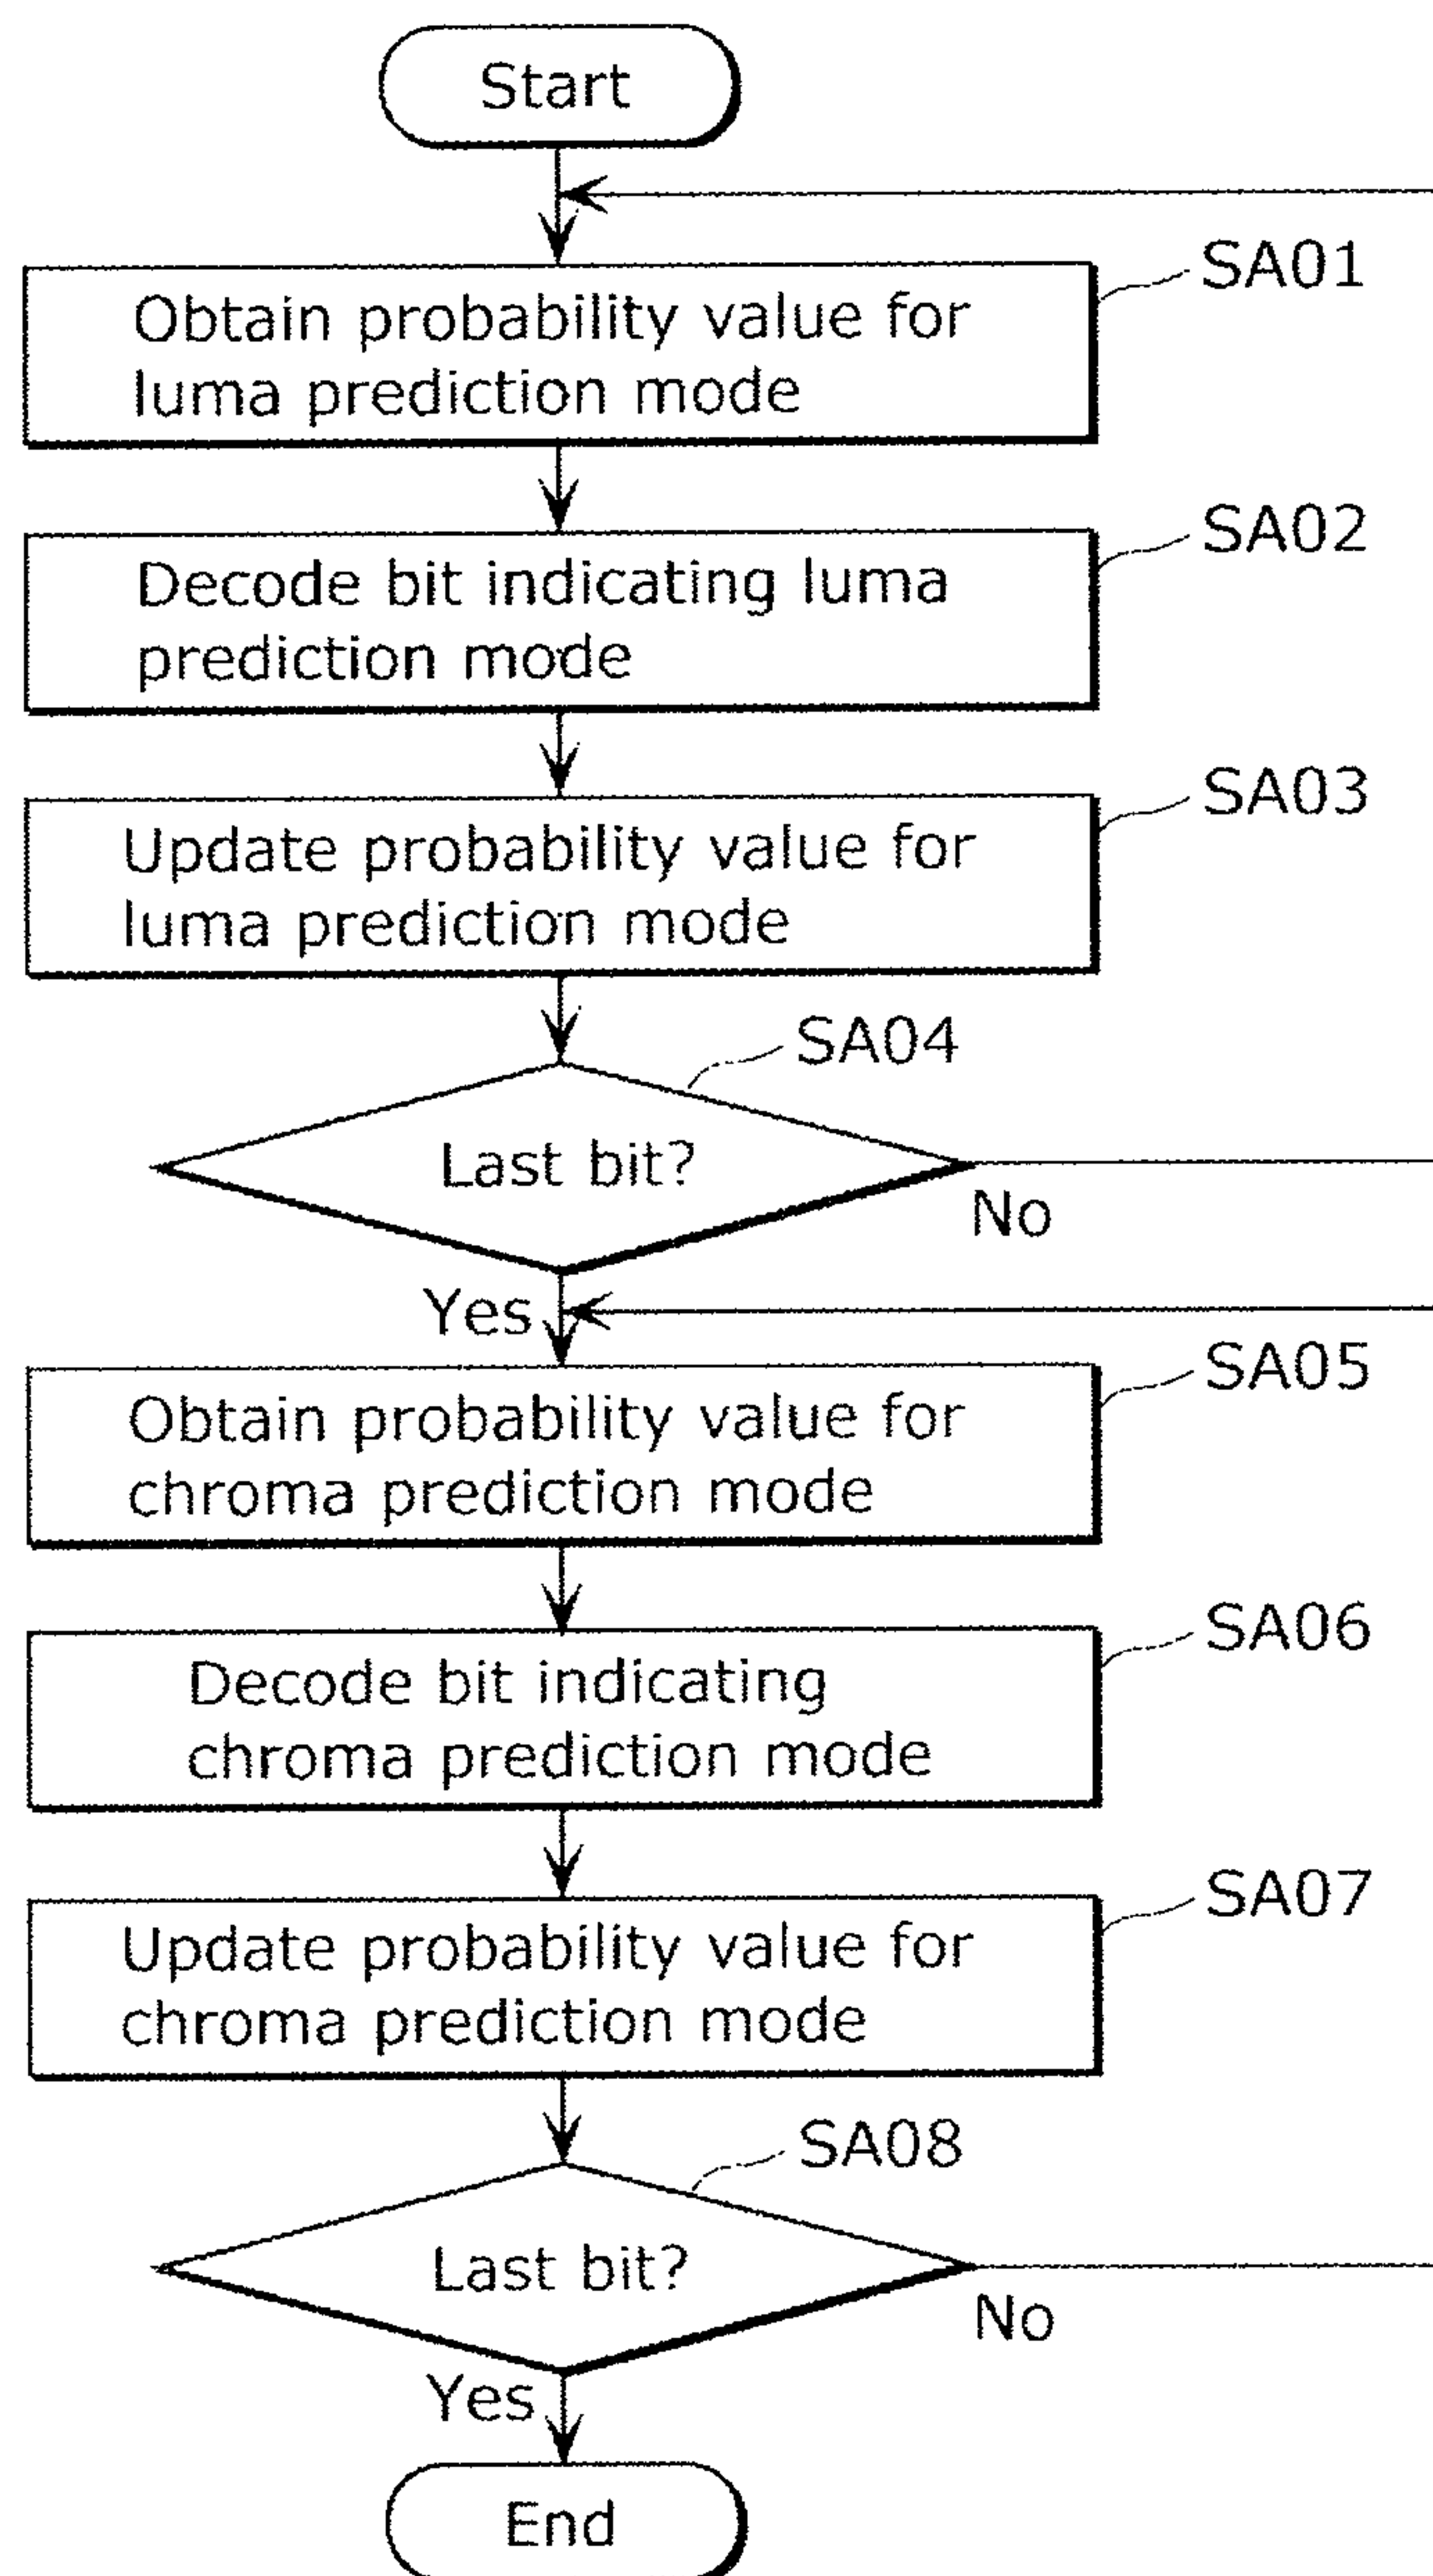 Start
SA01
Obtain probability value for
luma prediction mode
SA02
Decode bit indicating luma
prediction mode
SA03
Update probability value for
luma prediction mode
SA04
Last bit?
No
Yes
SA05
Obtain probability value for
chroma prediction mode
SA06
Decode bit indicating
chroma prediction mode
SA07
Update probability value for
chroma prediction mode
SA08
Last bit?
No
Yes
End